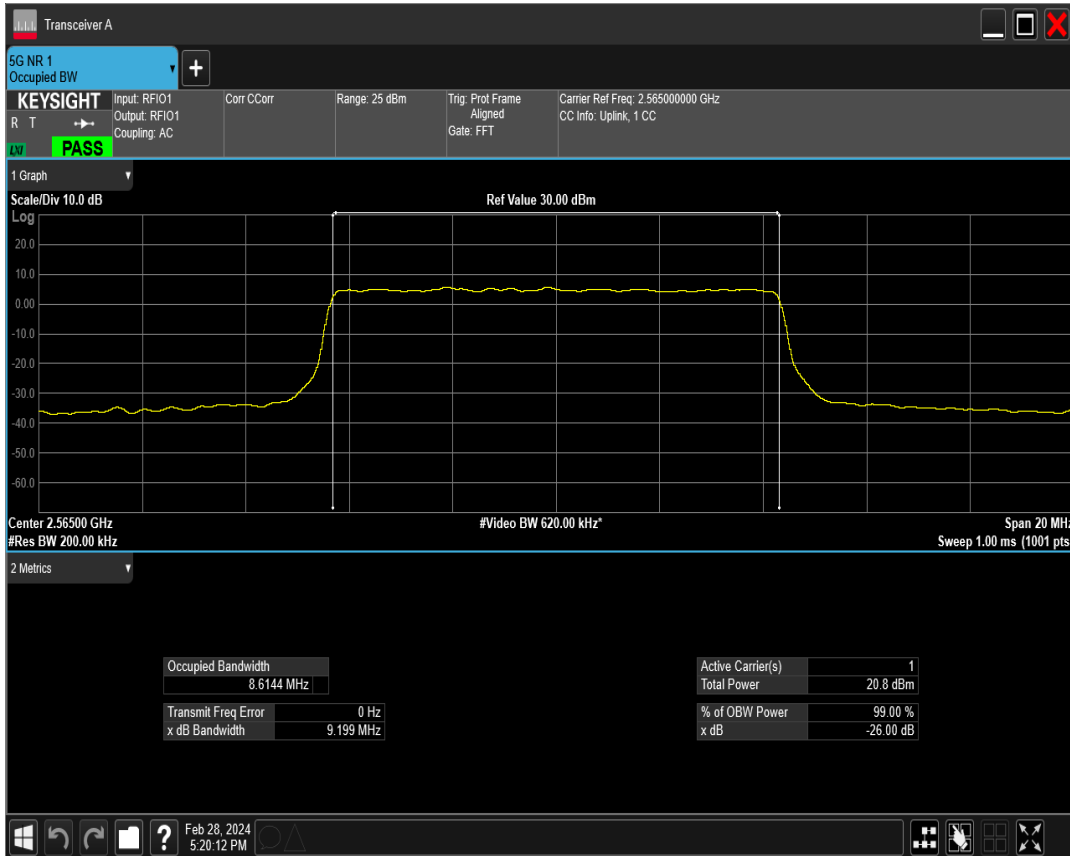 Transceiver A
5G NR 1
Occupied BW
+
KEYSIGHT
R T
LXI
PASS
Input: RFIO1
Output: RFIO1
Coupling: AC
Corr CCorr
Range: 25 dBm
Trig: Prot Frame
Aligned
Gate: FFT
Carrier Ref Freq: 2.565000000 GHz
CC Info: Uplink, 1 CC
1 Graph
Scale/Div 10.0 dB
Ref Value 30.00 dBm
Log
20.0
10.0
0.00
-10.0
-20.0
-30.0
-40.0
-50.0
-60.0
Center 2.56500 GHz
#Video BW 620.00 kHz*
Span 20 MHz
#Res BW 200.00 kHz
Sweep 1.00 ms (1001 pts
2 Metrics
Occupied Bandwidth
8.6144 MHz
Transmit Freq Error 0 Hz
x dB Bandwidth 9.199 MHz
Active Carrier(s) 1
Total Power 20.8 dBm
% of OBW Power 99.00 %
x dB -26.00 dB
?
Feb 28, 2024
5:20:12 PM